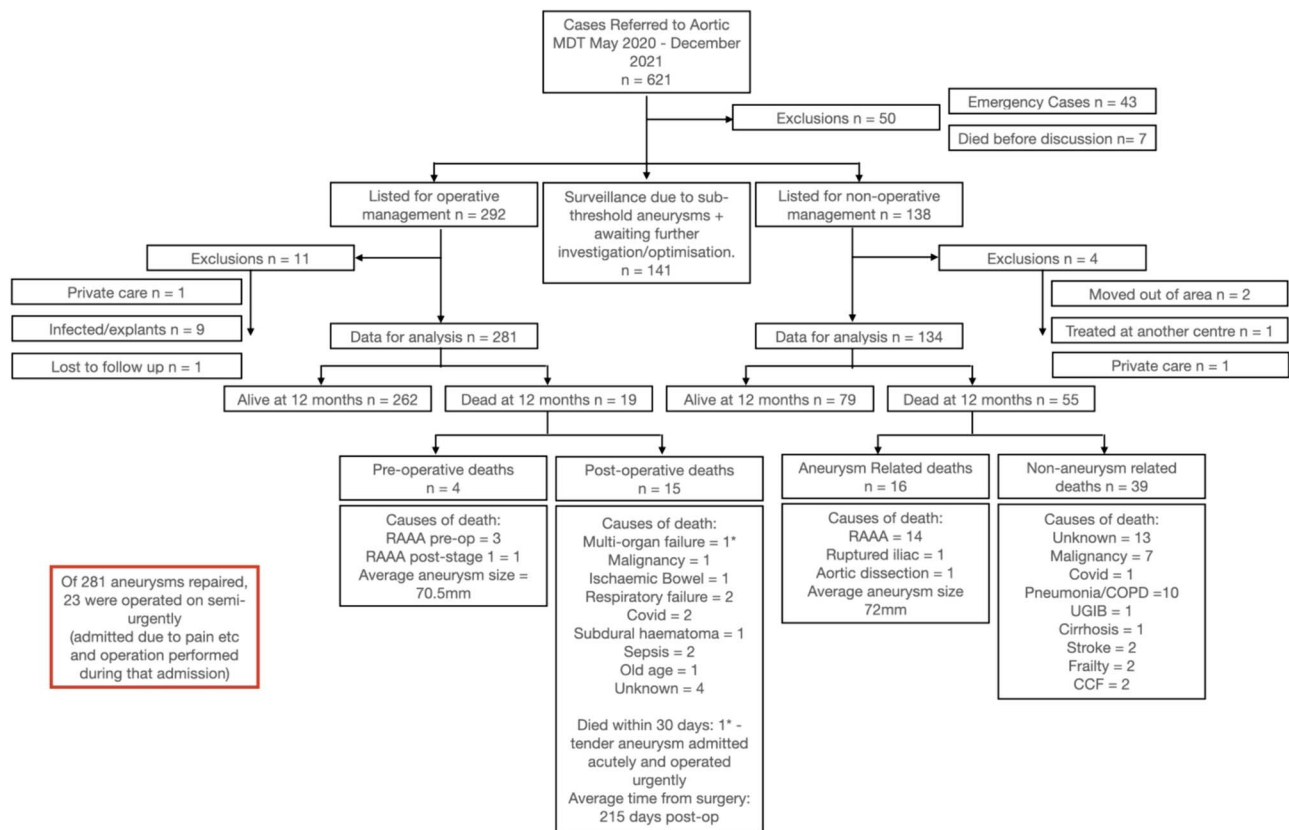 Cases Referred to Aortic
MDT May 2020 - December
2021
n = 621
Emergency Cases n = 43
Exclusions n = 50
Died before discussion n= 7
Listed for operative
management n = 292
Surveillance due to sub-
threshold aneurysms +
awaiting further
investigation/optimisation.
n = 141
Listed for non-operative
management n = 138
Exclusions n = 11
Exclusions n = 4
Private care n = 1
Infected/explants n = 9
Lost to follow up n = 1
Moved out of area n = 2
Treated at another centre n = 1
Private care n = 1
Data for analysis n = 281
Data for analysis n = 134
Alive at 12 months n = 262
Dead at 12 months n = 19
Alive at 12 months n = 79
Dead at 12 months n = 55
Pre-operative deaths
n = 4
Causes of death:
RAAA pre-op = 3
RAAA post-stage 1 = 1
Average aneurysm size =
70.5mm
Post-operative deaths
n = 15
Causes of death:
Multi-organ failure = 1*
Malignancy = 1
Ischaemic Bowel = 1
Respiratory failure = 2
Covid = 2
Subdural haematoma = 1
Sepsis = 2
Old age = 1
Unknown = 4
Died within 30 days: 1* -
tender aneurysm admitted
acutely and operated
urgently
Average time from surgery:
215 days post-op
Aneurysm Related deaths
n = 16
Causes of death:
RAAA = 14
Ruptured iliac = 1
Aortic dissection = 1
Average aneurysm size
72mm
Non-aneurysm related
deaths n = 39
Causes of death:
Unknown = 13
Malignancy = 7
Covid = 1
Pneumonia/COPD =10
UGIB = 1
Cirrhosis = 1
Stroke = 2
Frailty = 2
CCF = 2
Of 281 aneurysms repaired,
23 were operated on semi-
urgently
(admitted due to pain etc
and operation performed
during that admission)